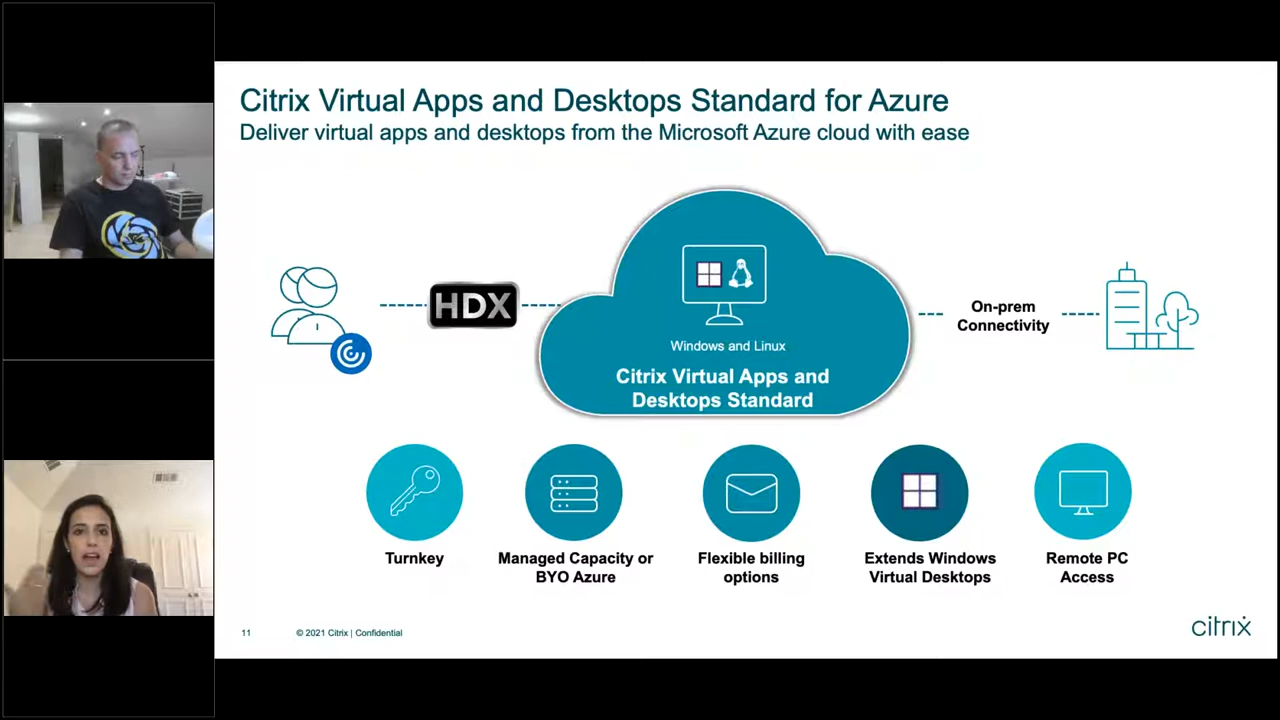 Citrix Virtual Apps and Desktops Standard for Azure
Deliver virtual apps and desktops from the Microsoft Azure cloud with ease
HDX
Windows and Linux
Citrix Virtual Apps and
Desktops Standard
On-prem
Connectivity
Turnkey
Managed Capacity or
BYO Azure
Flexible billing
options
Extends Windows
Virtual Desktops
Remote PC
Access
11
© 2021 Citrix | Confidential
citrix